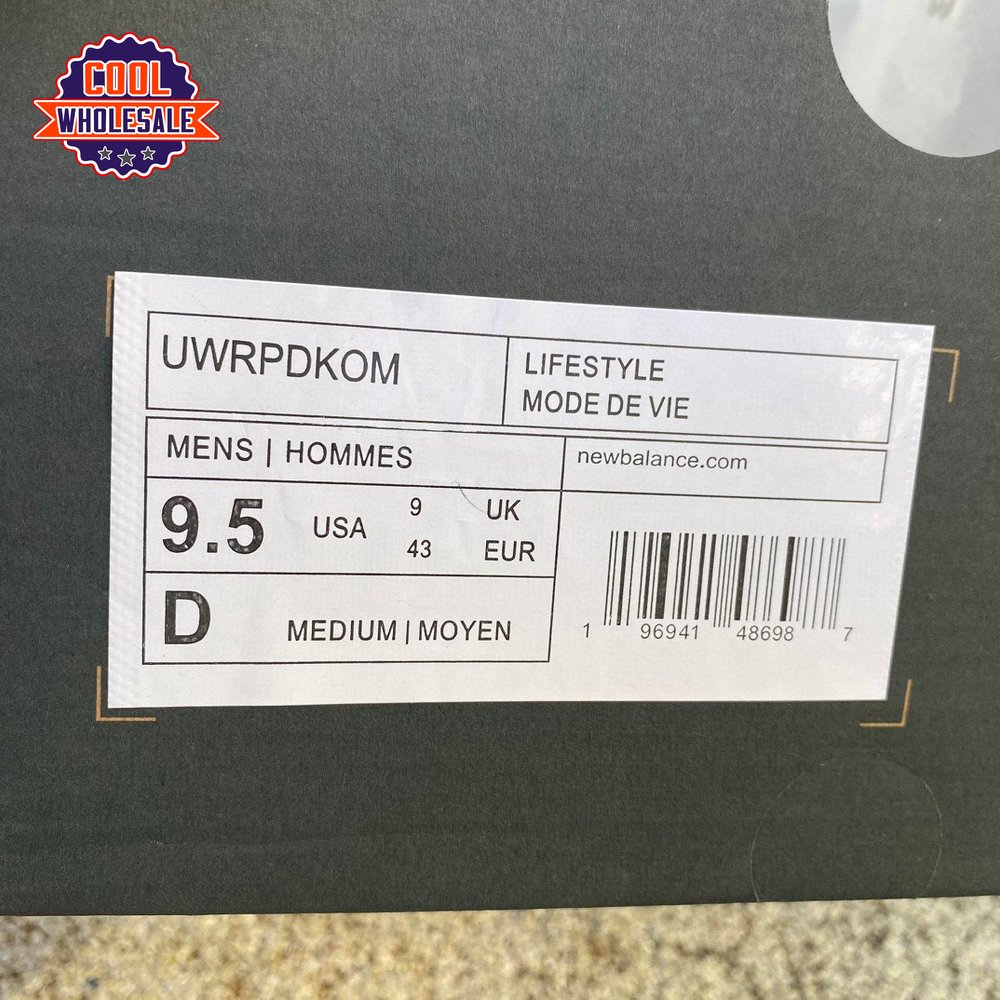 COOL
WHOLESALE
UWRPDKOM
LIFESTYLE
MODE DE VIE
MENS | HOMMES
newbalance.com
9.5 USA 9 UK
43 EUR
D MEDIUM | MOYEN
1 96941 48698 7